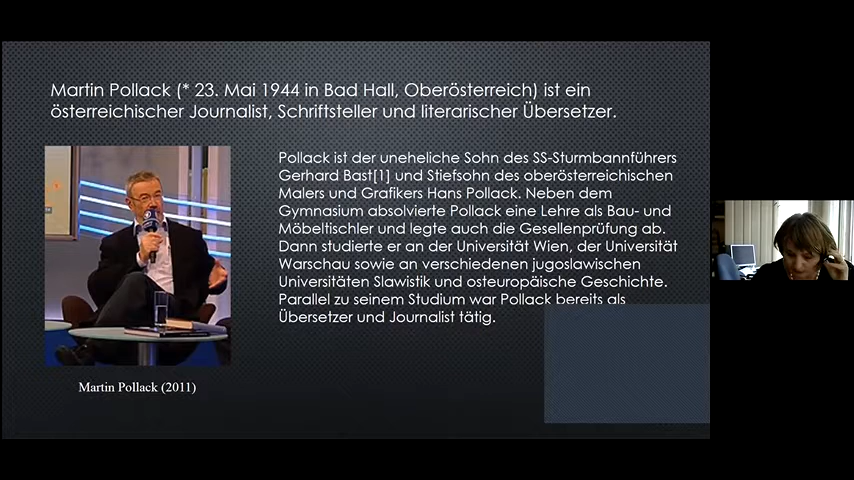 Martin Pollack (* 23. Mai 1944 in Bad Hall, Oberösterreich) ist ein
österreichischer Journalist, Schriftsteller und literarischer Übersetzer.
Pollack ist der uneheliche Sohn des SS-Sturmbannführers
Gerhard Bast[1] und Stiefsohn des oberösterreichischen
Malers und Grafikers Hans Pollack. Neben dem
Gymnasium absolvierte Pollack eine Lehre als Bau- und
Möbeltischler und legte auch die Gesellenprüfung ab.
Dann studierte er an der Universität Wien, der Universität
Warschau sowie an verschiedenen jugoslawischen
Universitäten Slawistik und osteuropäische Geschichte.
Parallel zu seinem Studium war Pollack bereits als
Übersetzer und Journalist tätig.
Martin Pollack (2011)